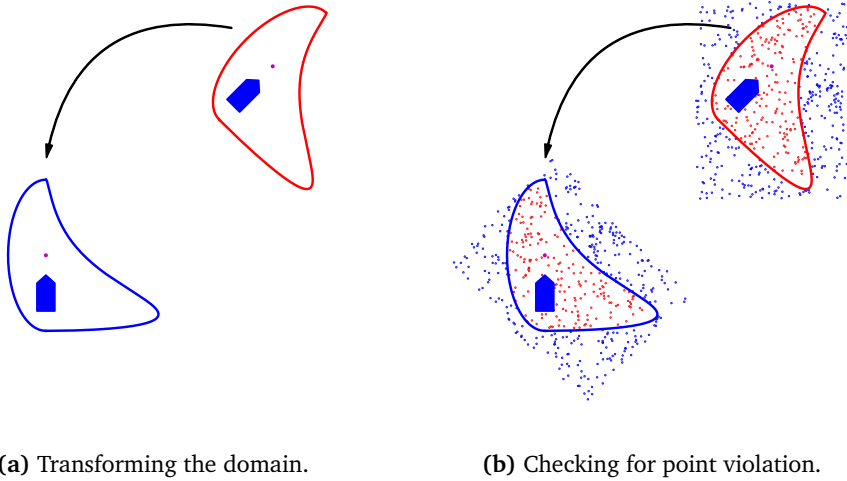 (a) Transforming the domain.
(b) Checking for point violation.